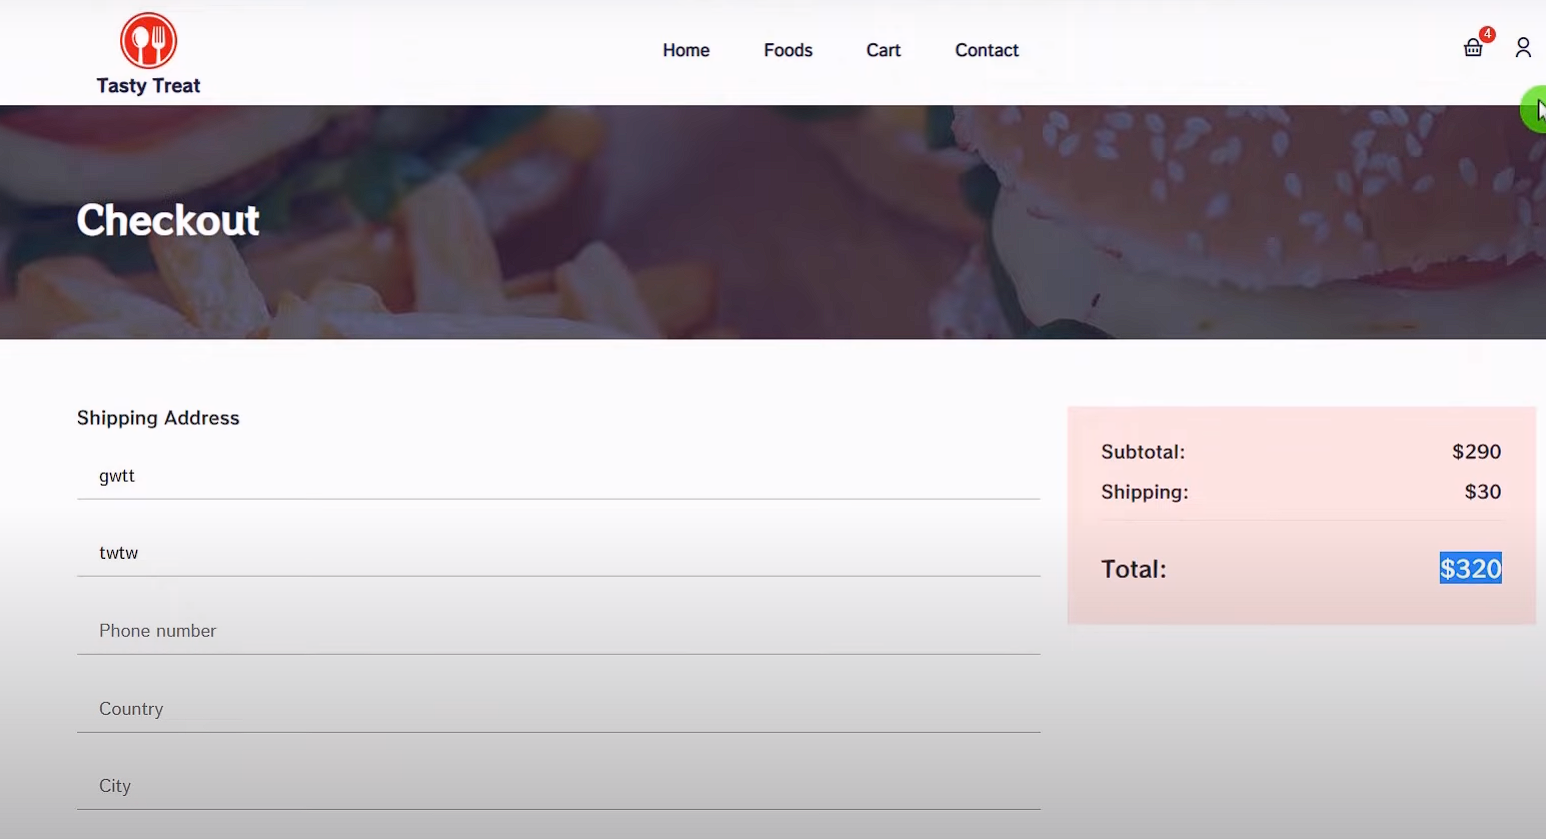 Tasty Treat
Home Foods Cart Contact
4
Checkout
Shipping Address
gwtt
twtw
Phone number
Country
City
Subtotal: $290
Shipping: $30
Total: $320